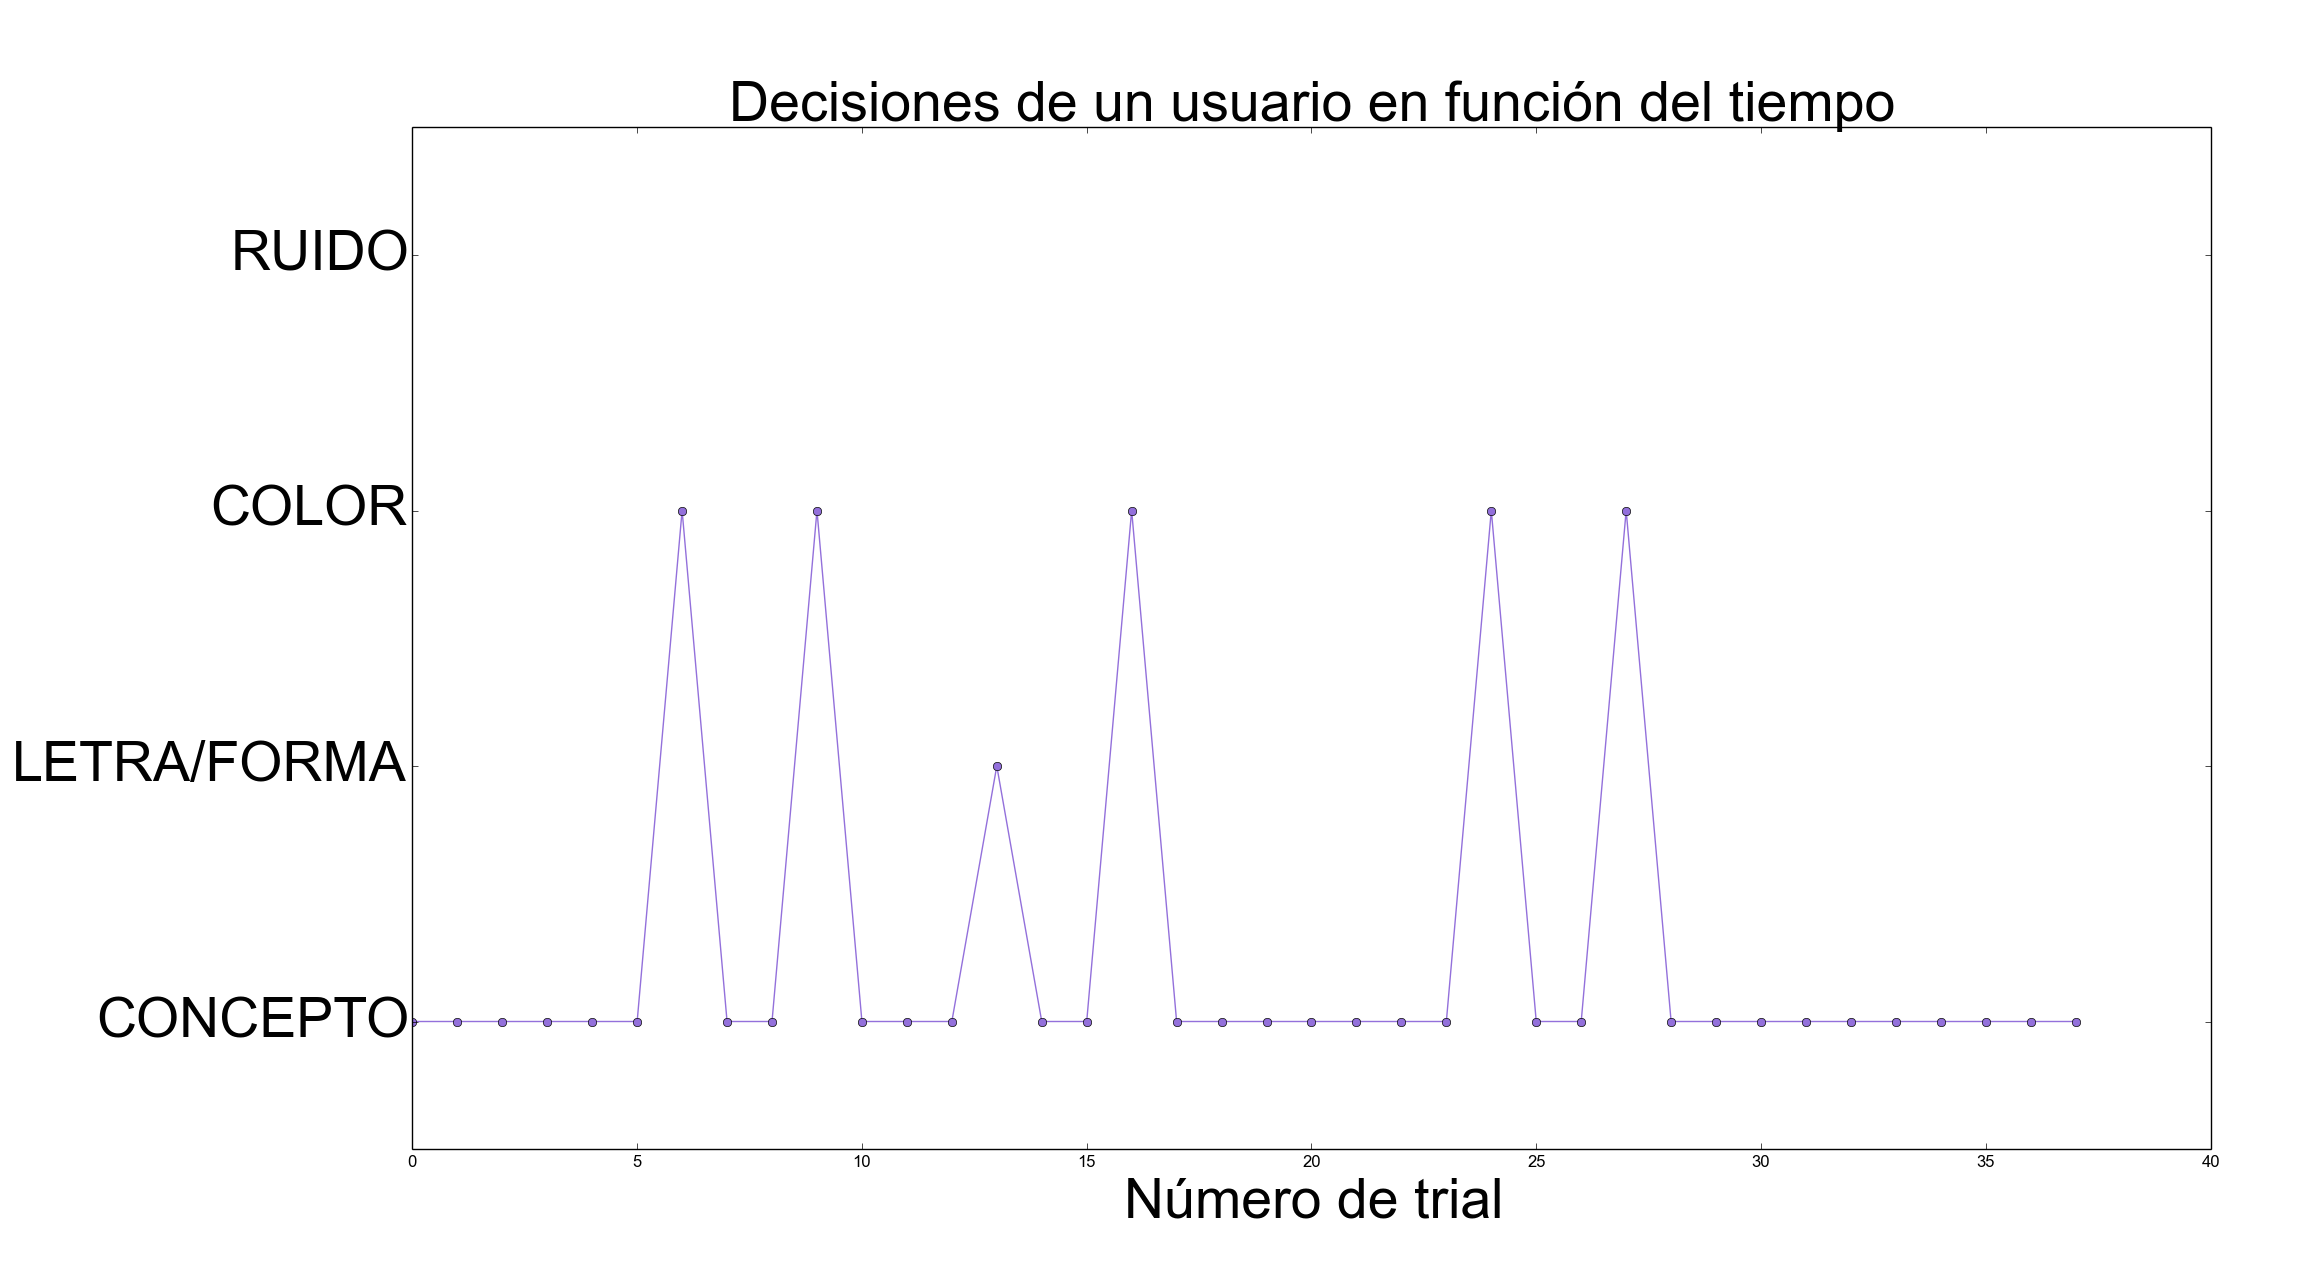 Decisiones de un usuario en función del tiempo
RUIDO
COLOR
LETRA/FORMA
CONCEPTO
0 5 10 15 20 25 30 35 40
Número de trial